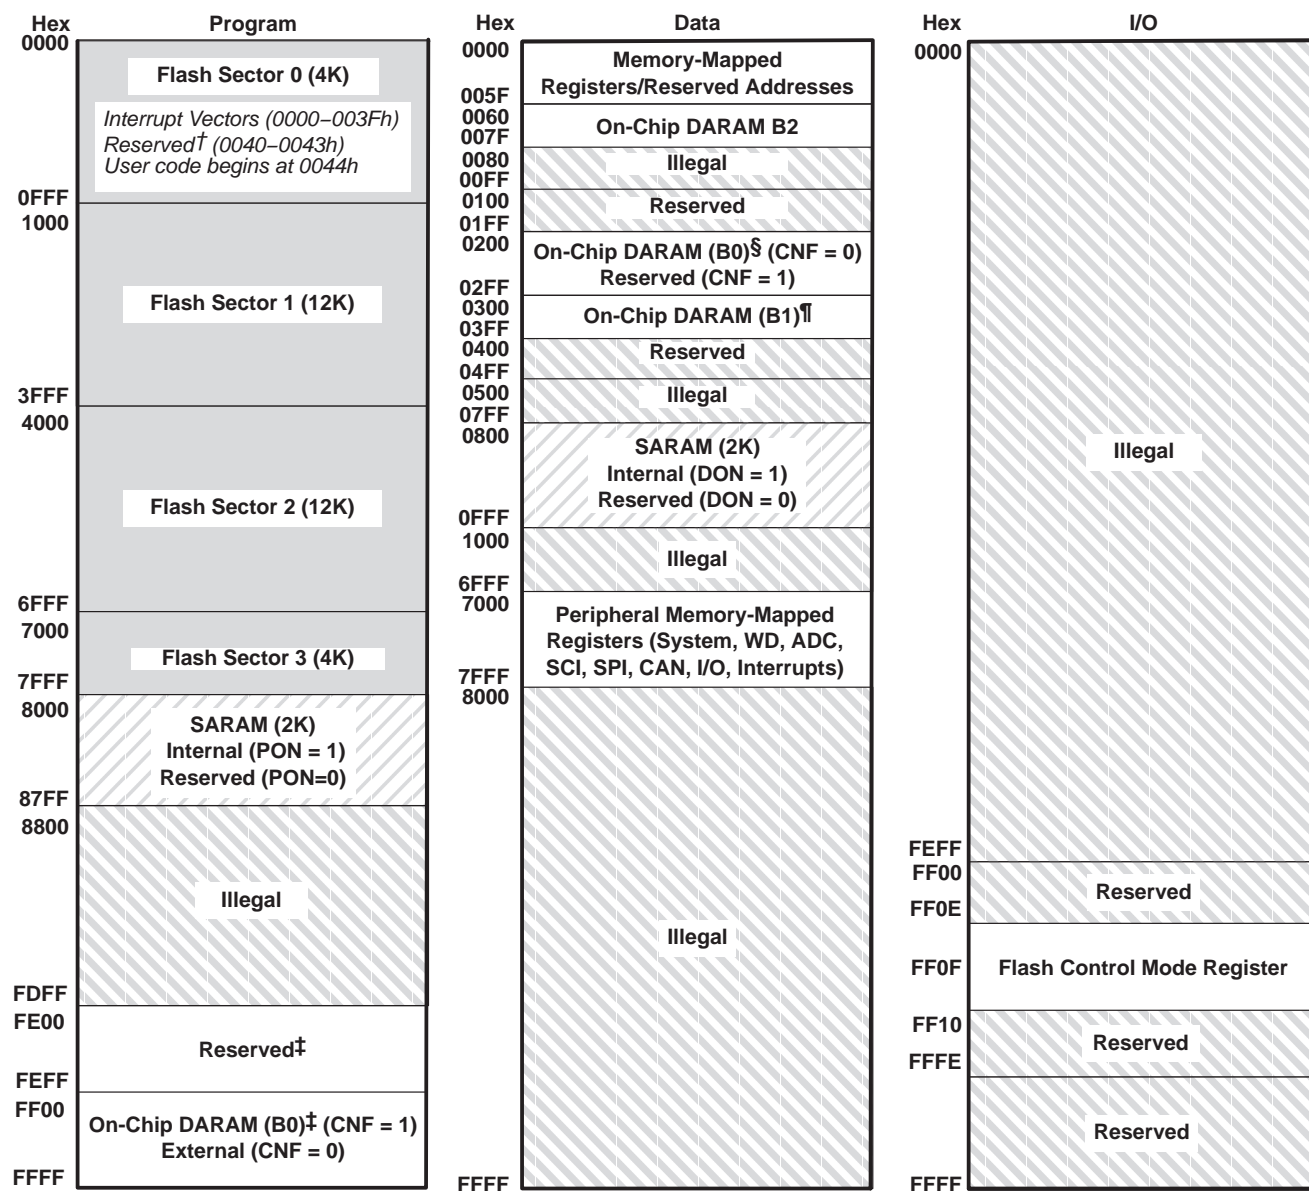 Hex Program
0000
Flash Sector 0 (4K)
Interrupt Vectors (0000–003Fh)
Reserved† (0040–0043h)
User code begins at 0044h
0FFF
1000
Flash Sector 1 (12K)
3FFF
4000
Flash Sector 2 (12K)
6FFF
7000
Flash Sector 3 (4K)
7FFF
8000
SARAM (2K)
Internal (PON = 1)
Reserved (PON=0)
87FF
8800
Illegal
FDFF
FE00
Reserved‡
FEFF
FF00
On-Chip DARAM (B0)‡ (CNF = 1)
External (CNF = 0)
FFFF
Hex Data
0000
Memory-Mapped
Registers/Reserved Addresses
005F
0060
On-Chip DARAM B2
007F
0080
Illegal
00FF
0100
Reserved
01FF
0200
On-Chip DARAM (B0)§ (CNF = 0)
Reserved (CNF = 1)
02FF
0300
On-Chip DARAM (B1)¶
03FF
0400
Reserved
04FF
0500
Illegal
07FF
0800
SARAM (2K)
Internal (DON = 1)
Reserved (DON = 0)
0FFF
1000
Illegal
6FFF
7000
Peripheral Memory-Mapped
Registers (System, WD, ADC,
SCI, SPI, CAN, I/O, Interrupts)
7FFF
8000
Illegal
FFFF
Hex I/O
0000
Illegal
FEFF
FF00
Reserved
FF0E
FF0F Flash Control Mode Register
FF10
Reserved
FFFE
Reserved
FFFF